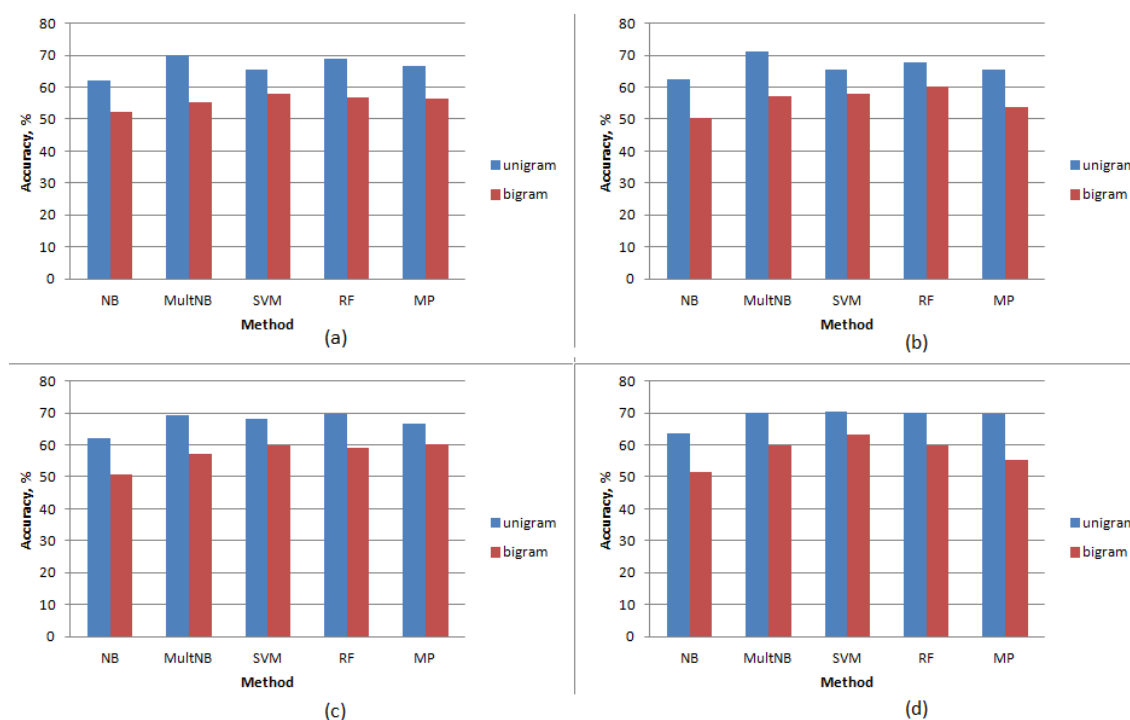 80
70
60
50
40
30
20
10
0
Accuracy, %
NB MultNB SVM RF MP
Method
unigram
bigram
(a)
80
70
60
50
40
30
20
10
0
Accuracy, %
NB MultNB SVM RF MP
Method
unigram
bigram
(b)
80
70
60
50
40
30
20
10
0
Accuracy, %
NB MultNB SVM RF MP
Method
unigram
bigram
(c)
80
70
60
50
40
30
20
10
0
Accuracy, %
NB MultNB SVM RF MP
Method
unigram
bigram
(d)